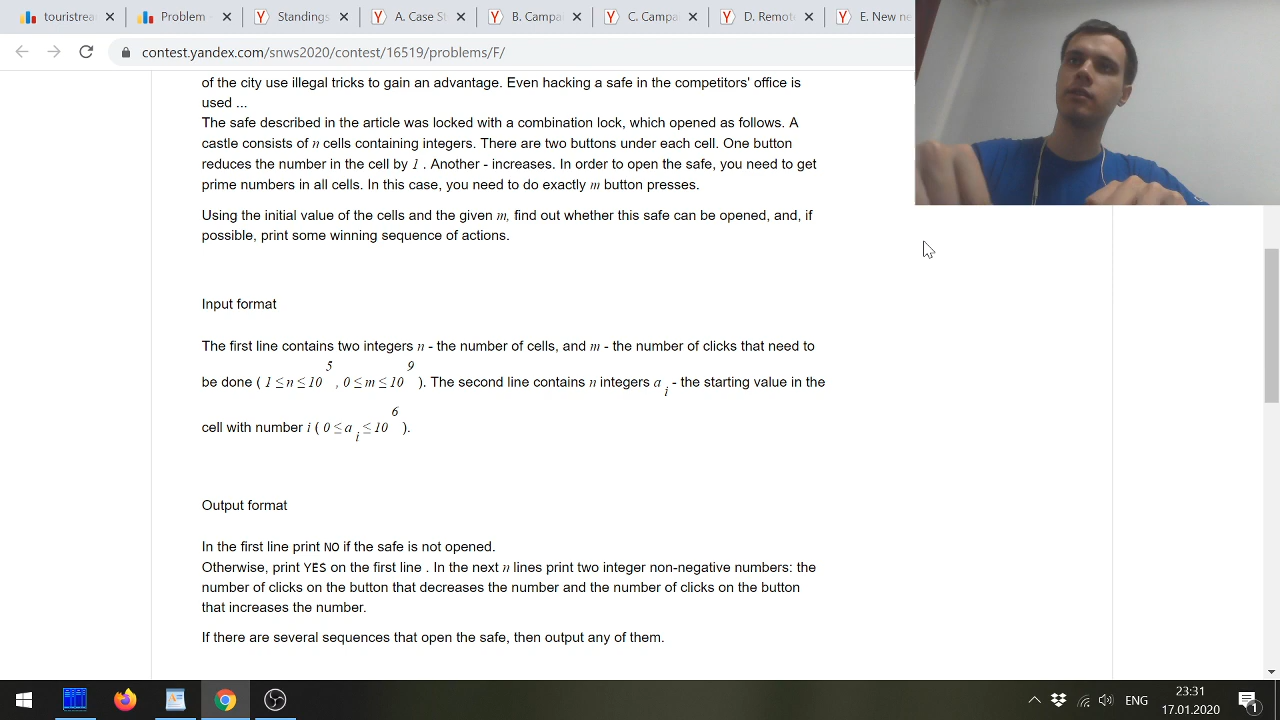 touristrea
Problem
Standings
A. Case S
B. Campa
C. Campa
D. Remot
E. New ne
contest.yandex.com/snws2020/contest/16519/problems/F/
of the city use illegal tricks to gain an advantage. Even hacking a safe in the competitors' office is
used ...
The safe described in the article was locked with a combination lock, which opened as follows. A
castle consists of n cells containing integers. There are two buttons under each cell. One button
reduces the number in the cell by 1 . Another - increases. In order to open the safe, you need to get
prime numbers in all cells. In this case, you need to do exactly m button presses.
Using the initial value of the cells and the given m, find out whether this safe can be opened, and, if
possible, print some winning sequence of actions.
Input format
The first line contains two integers n - the number of cells, and m - the number of clicks that need to
be done ( 1 ≤ n ≤ 10^5 , 0 ≤ m ≤ 10^9 ). The second line contains n integers a_i - the starting value in the
cell with number i ( 0 ≤ a_i ≤ 10^6 ).
Output format
In the first line print NO if the safe is not opened.
Otherwise, print YES on the first line . In the next n lines print two integer non-negative numbers: the
number of clicks on the button that decreases the number and the number of clicks on the button
that increases the number.
If there are several sequences that open the safe, then output any of them.
ENG
23:31
17.01.2020